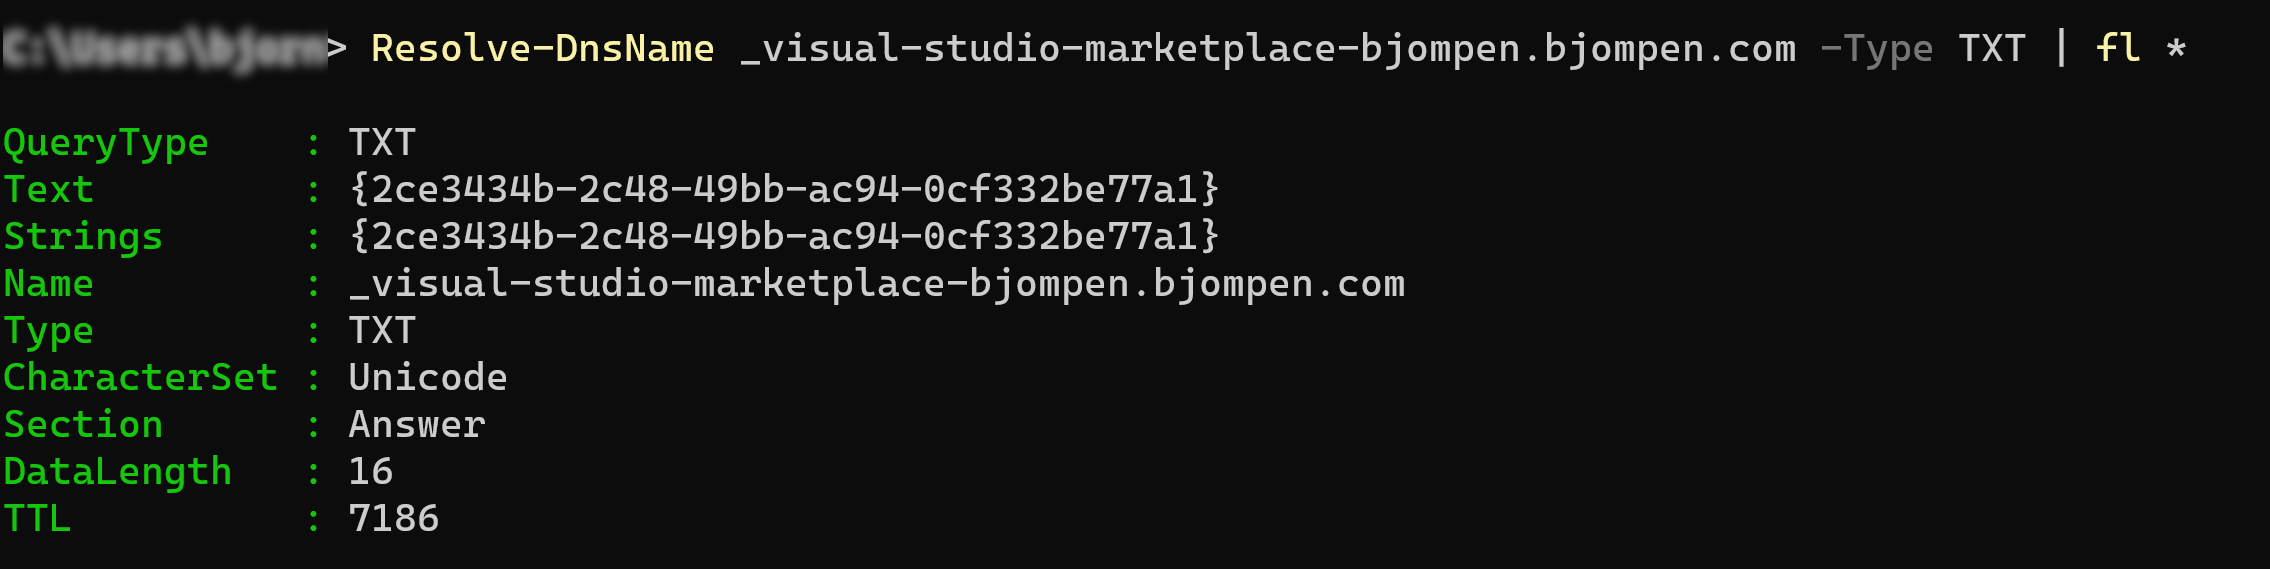 > Resolve-DnsName _visual-studio-marketplace-bjompen.bjompen.com -Type TXT | fl *
QueryType : TXT
Text : {2ce3434b-2c48-49bb-ac94-0cf332be77a1}
Strings : {2ce3434b-2c48-49bb-ac94-0cf332be77a1}
Name : _visual-studio-marketplace-bjompen.bjompen.com
Type : TXT
CharacterSet : Unicode
Section : Answer
DataLength : 16
TTL : 7186